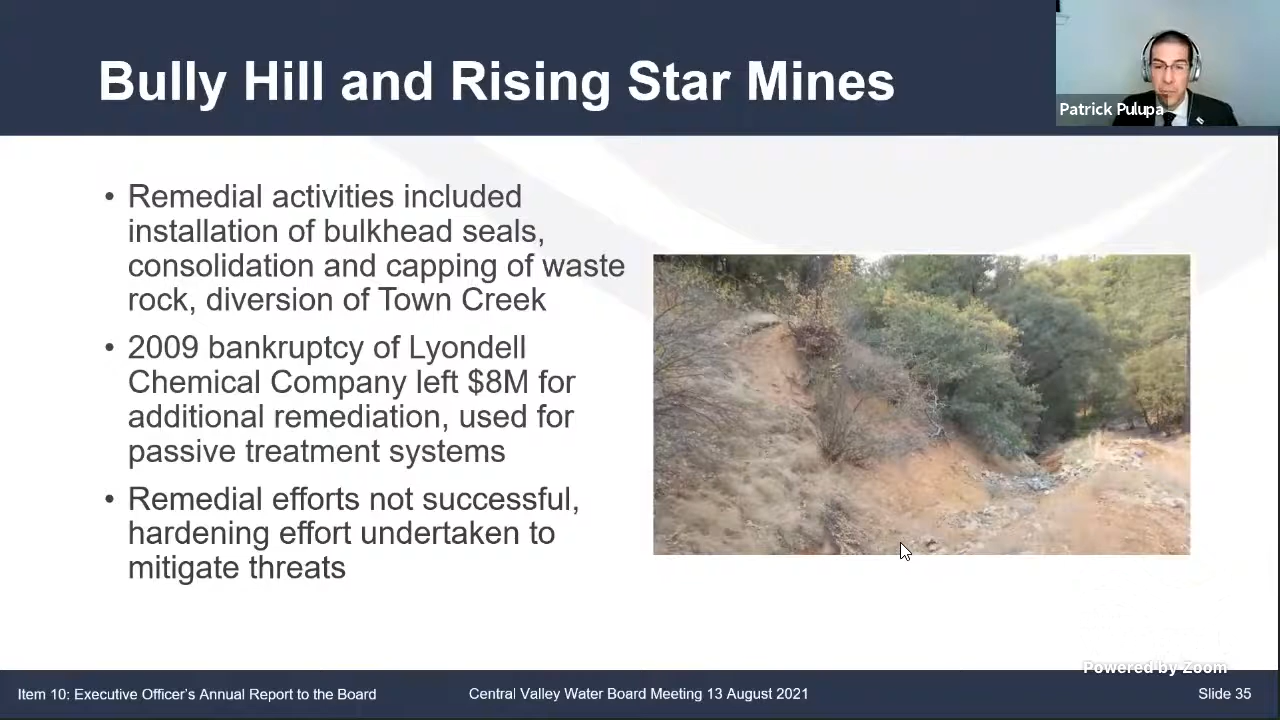 Bully Hill and Rising Star Mines
Patrick Pulupa
• Remedial activities included
installation of bulkhead seals,
consolidation and capping of waste
rock, diversion of Town Creek
• 2009 bankruptcy of Lyondell
Chemical Company left $8M for
additional remediation, used for
passive treatment systems
• Remedial efforts not successful,
hardening effort undertaken to
mitigate threats
Powered by Zoom
Item 10: Executive Officer's Annual Report to the Board
Central Valley Water Board Meeting 13 August 2021
Slide 35